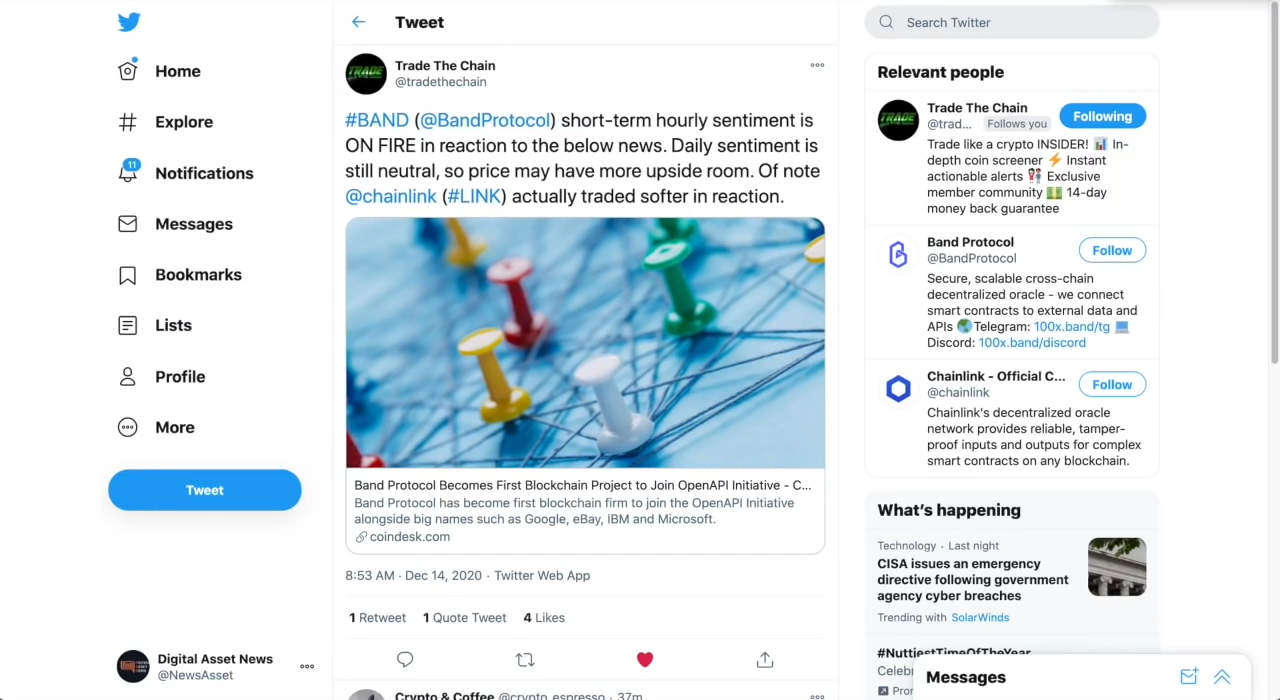 Home
Explore
11
Notifications
Messages
Bookmarks
Lists
Profile
More
Tweet
Digital Asset News
@NewsAsset
Tweet
TRADE
Trade The Chain
@tradethechain
#BAND (@BandProtocol) short-term hourly sentiment is
ON FIRE in reaction to the below news. Daily sentiment is
still neutral, so price may have more upside room. Of note
@chainlink (#LINK) actually traded softer in reaction.
Band Protocol Becomes First Blockchain Project to Join OpenAPI Initiative - C...
Band Protocol has become first blockchain firm to join the OpenAPI Initiative
alongside big names such as Google, eBay, IBM and Microsoft.
coindesk.com
8:53 AM · Dec 14, 2020 · Twitter Web App
1 Retweet 1 Quote Tweet 4 Likes
Crypto & Coffee @crypto_espresso · 37m
Search Twitter
Relevant people
TRADE
Trade The Chain
@trad... Follows you
Following
Trade like a crypto INSIDER! 📊 In-
depth coin screener ⚡ Instant
actionable alerts 👫 Exclusive
member community 💵 14-day
money back guarantee
Band Protocol
@BandProtocol
Follow
Secure, scalable cross-chain
decentralized oracle - we connect
smart contracts to external data and
APIs 🌍Telegram: 100x.band/tg 💻
Discord: 100x.band/discord
Chainlink - Official C...
@chainlink
Follow
Chainlink's decentralized oracle
network provides reliable, tamper-
proof inputs and outputs for complex
smart contracts on any blockchain.
What's happening
Technology · Last night
CISA issues an emergency
directive following government
agency cyber breaches
Trending with SolarWinds
#NuttiestTimeOfTheYear
Messages